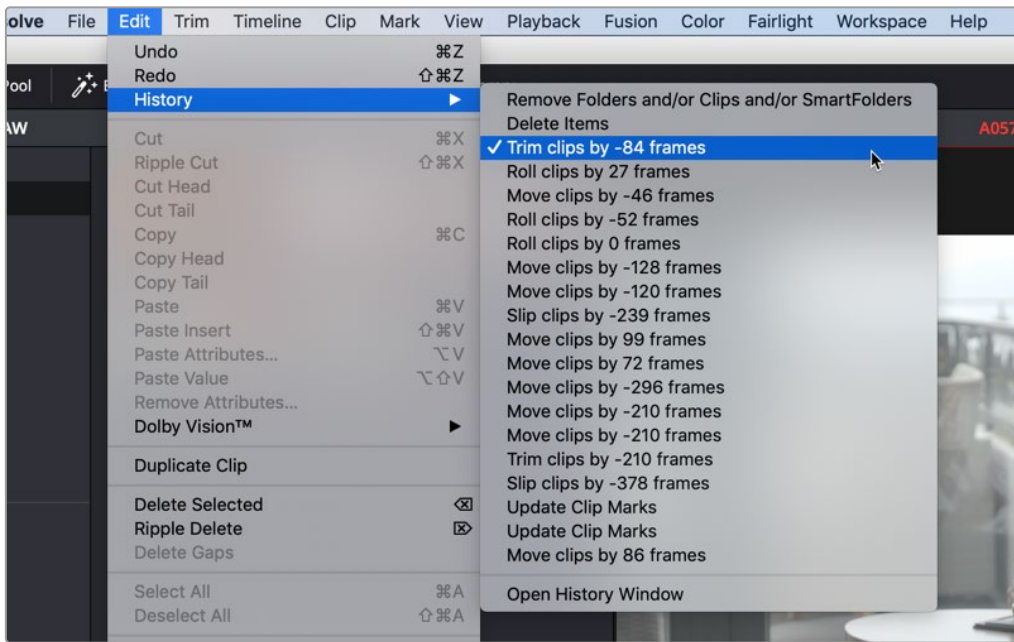 olve File Edit Trim Timeline Clip Mark View Playback Fusion Color Fairlight Workspace Help
Undo ⌘Z
Redo ⇧⌘Z
ool
History ▶
AW
A057
Cut ⌘X
Ripple Cut ⇧⌘X
Cut Head
Cut Tail
Copy ⌘C
Copy Head
Copy Tail
Paste ⌘V
Paste Insert ⇧⌘V
Paste Attributes... ⌥V
Paste Value ⌥⇧V
Remove Attributes...
Dolby Vision™ ▶
Duplicate Clip
Delete Selected ⌫
Ripple Delete ⌦
Delete Gaps
Select All ⌘A
Deselect All ⇧⌘A
Remove Folders and/or Clips and/or SmartFolders
Delete Items
✓ Trim clips by -84 frames
Roll clips by 27 frames
Move clips by -46 frames
Roll clips by -52 frames
Roll clips by 0 frames
Move clips by -128 frames
Move clips by -120 frames
Slip clips by -239 frames
Move clips by 99 frames
Move clips by 72 frames
Move clips by -296 frames
Move clips by -210 frames
Move clips by -210 frames
Trim clips by -210 frames
Slip clips by -378 frames
Update Clip Marks
Update Clip Marks
Move clips by 86 frames
Open History Window